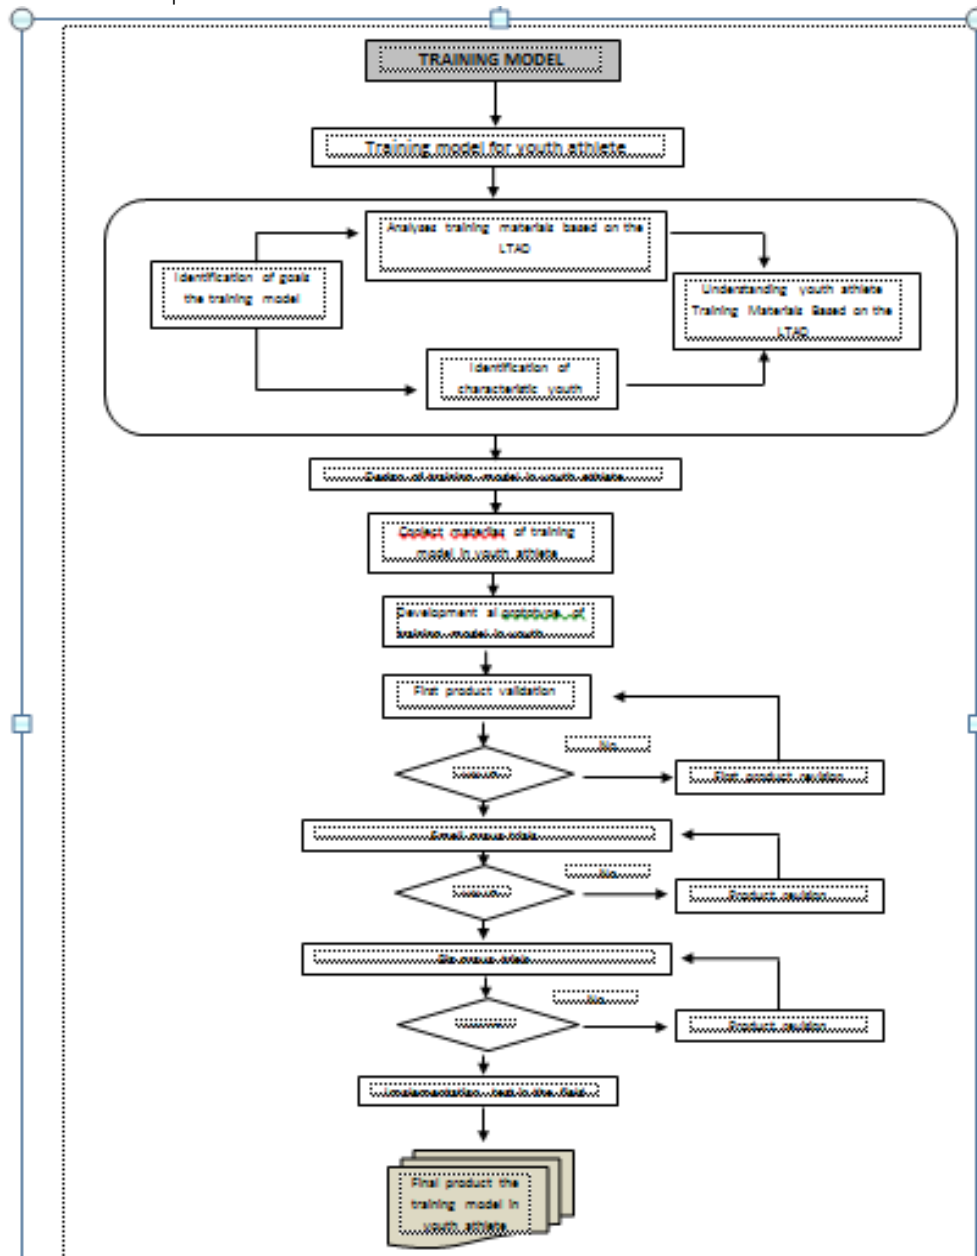 TRAINING MODEL
Training model for youth athlete
Analyses training materials based on the
LTAD
Identification of goals
the training model
Understanding youth athlete
Training Materials Based on the
LTAD
Identification of
characteristic youth
Design of training model in youth athlete
of training
model in youth athlete
Development
training model in youth
First product validation
No
First product revision
Small group trials
No
Product revision
Big group trials
No
Product revision
Implementation test in the field
Final product the
training model in
youth athlete